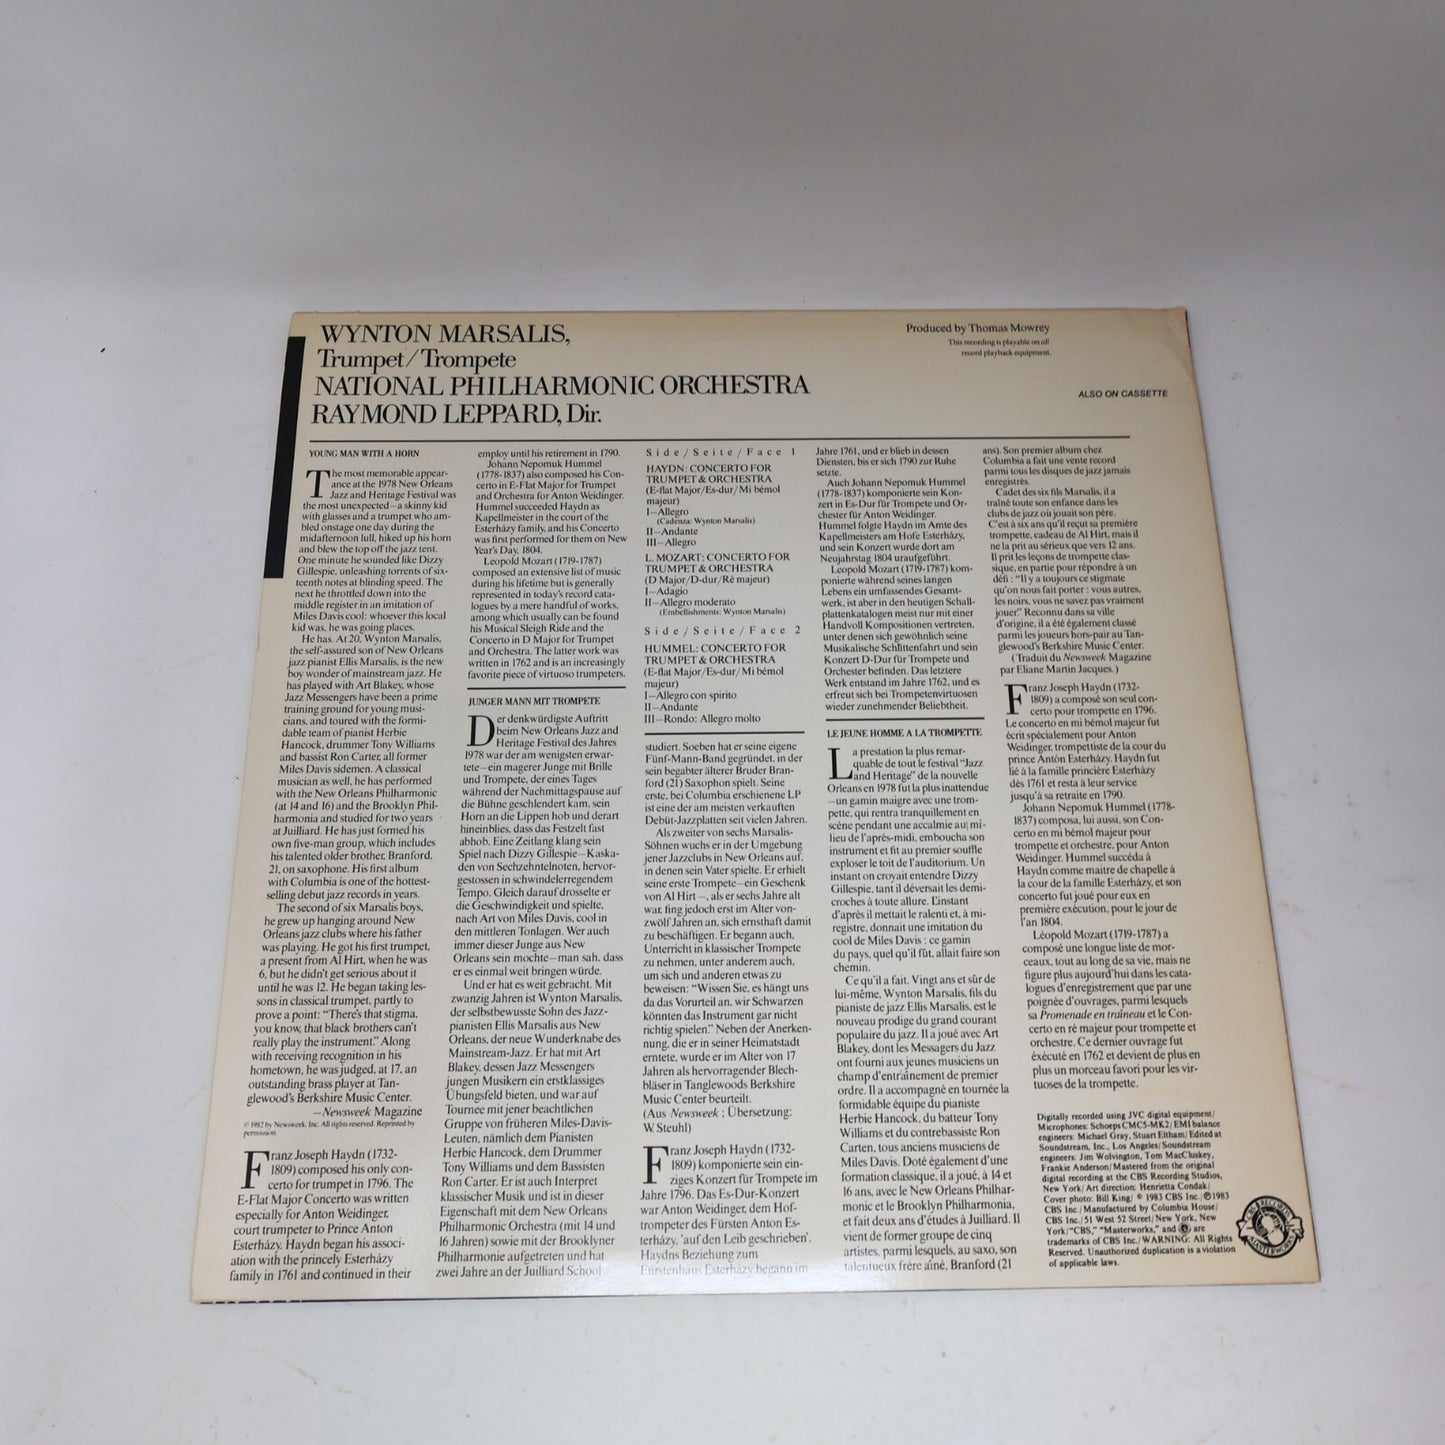 WYNTON MARSALIS,
Trumpet/Trompete
NATIONAL PHILHARMONIC ORCHESTRA
RAYMOND LEPPARD, Dir.
Produced by Thomas Mowrey
This recording is playable on all
record playback equipment.
ALSO ON CASSETTE
YOUNG MAN WITH A HORN
The most memorable appear-
ance at the 1978 New Orleans
Jazz and Heritage Festival was
the most unexpected—a skinny kid
with glasses and a trumpet who am-
bled onstage one day during the
midafternoon lull, hiked up his horn
and blew the top off the jazz tent.
One minute he sounded like Dizzy
Gillespie, unleashing torrents of six-
teenth notes at blinding speed. The
next he throttled down into the
middle register in an imitation of
Miles Davis cool: whoever this local
kid was, he was going places.
He has. At 20, Wynton Marsalis,
the self-assured son of New Orleans
jazz pianist Ellis Marsalis, is the new
boy wonder of mainstream jazz. He
has played with Art Blakey, whose
Jazz Messengers have been a prime
training ground for young musi-
cians, and toured with the formi-
dable team of pianist Herbie
Hancock, drummer Tony Williams
and bassist Ron Carter, all former
Miles Davis sidemen. A classical
musician as well, he has performed
with the New Orleans Philharmonic
(at 14 and 16) and the Brooklyn Phil-
harmonia and studied for two years
at Juilliard. He has just formed his
own five-man group, which includes
his talented older brother, Branford,
21, on saxophone. His first album
with Columbia is one of the hottest-
selling debut jazz records in years.
The second of six Marsalis boys,
he grew up hanging around New
Orleans jazz clubs where his father
was playing. He got his first trumpet,
a present from Al Hirt, when he was
6, but he didn't get serious about it
until he was 12. He began taking les-
sons in classical trumpet, partly to
prove a point: "There's that stigma,
you know, that black brothers can't
really play the instrument." Along
with receiving recognition in his
hometown, he was judged, at 17, an
outstanding brass player at Tan-
glewood's Berkshire Music Center.
—Newsweek Magazine
© 1982 by Newsweek, Inc. All rights reserved. Reprinted by
permission.
Franz Joseph Haydn (1732-
1809) composed his only con-
certo for trumpet in 1796. The
E-Flat Major Concerto was written
especially for Anton Weidinger,
court trumpeter to Prince Anton
Esterházy. Haydn began his associ-
ation with the princely Esterházy
family in 1761 and continued in their
employ until his retirement in 1790.
Johann Nepomuk Hummel
(1778-1837) also composed his Con-
certo in E-Flat Major for Trumpet
and Orchestra for Anton Weidinger.
Hummel succeeded Haydn as
Kapellmeister in the court of the
Esterházy family, and his Concerto
was first performed for them on New
Year's Day, 1804.
Leopold Mozart (1719-1787)
composed an extensive list of music
during his lifetime but is generally
represented in today's record cata-
logues by a mere handful of works,
among which usually can be found
his Musical Sleigh Ride and the
Concerto in D Major for Trumpet
and Orchestra. The latter work was
written in 1762 and is an increasingly
favorite piece of virtuoso trumpeters.
JUNGER MANN MIT TROMPETE
Der denkwürdigste Auftritt
beim New Orleans Jazz and
Heritage Festival des Jahres
1978 war der am wenigsten erwar-
tete—ein magerer Junge mit Brille
und Trompete, der eines Tages
während der Nachmittagspause auf
die Bühne geschlendert kam, sein
Horn an die Lippen hob und derart
hineinblies, dass das Festzelt fast
abhob. Eine Zeitlang klang sein
Spiel nach Dizzy Gillespie—Kaska-
den von Sechzehntelnoten, hervor-
gestossen in schwindelerregendem
Tempo. Gleich darauf drosselte er
die Geschwindigkeit und spielte,
nach Art von Miles Davis, cool in
den mittleren Tonlagen. Wer auch
immer dieser Junge aus New
Orleans sein mochte—man sah, dass
er es einmal weit bringen würde.
Und er hat es weit gebracht. Mit
zwanzig Jahren ist Wynton Marsalis,
der selbstbewusste Sohn des Jazz-
pianisten Ellis Marsalis aus New
Orleans, der neue Wunderknabe des
Mainstream-Jazz. Er hat mit Art
Blakey, dessen Jazz Messengers
jungen Musikern ein erstklassiges
Übungsfeld bieten, und war auf
Tournee mit jener beachtlichen
Gruppe von früheren Miles-Davis-
Leuten, nämlich dem Pianisten
Herbie Hancock, dem Drummer
Tony Williams und dem Bassisten
Ron Carter. Er ist auch Interpret
klassischer Musik und ist in dieser
Eigenschaft mit dem New Orleans
Philharmonic Orchestra (mit 14 und
16 Jahren) sowie mit der Brooklyner
Philharmonie aufgetreten und hat
zwei Jahre an der Juilliard School
Side/Seite/Face 1
HAYDN: CONCERTO FOR
TRUMPET & ORCHESTRA
(E-flat Major/Es-dur/Mi bémol
majeur)
I—Allegro
(Cadenza: Wynton Marsalis)
II—Andante
III—Allegro
L. MOZART: CONCERTO FOR
TRUMPET & ORCHESTRA
(D Major/D-dur/Ré majeur)
I—Adagio
II—Allegro moderato
(Embellishments: Wynton Marsalis)
Side/Seite/Face 2
HUMMEL: CONCERTO FOR
TRUMPET & ORCHESTRA
(E-flat Major/Es-dur/Mi bémol
majeur)
I—Allegro con spirito
II—Andante
III—Rondo: Allegro molto
studiert. Soeben hat er seine eigene
Fünf-Mann-Band gegründet, in der
sein begabter älterer Bruder Bran-
ford (21) Saxophon spielt. Seine
erste, bei Columbia erschienene LP
ist eine der am meisten verkauften
Debüt-Jazzplatten seit vielen Jahren.
Als zweiter von sechs Marsalis-
Söhnen wuchs er in der Umgebung
jener Jazzclubs in New Orleans auf,
in denen sein Vater spielte. Er erhielt
seine erste Trompete—ein Geschenk
von Al Hirt—, als er sechs Jahre alt
war, fing jedoch erst im Alter von
zwölf Jahren an, sich ernsthaft damit
zu beschäftigen. Er begann auch,
Unterricht in klassischer Trompete
zu nehmen, unter anderem auch,
um sich und anderen etwas zu
beweisen: "Wissen Sie, es hängt uns
da das Vorurteil an, wir Schwarzen
könnten das Instrument gar nicht
richtig spielen." Neben der Anerken-
nung, die er in seiner Heimatstadt
erntete, wurde er im Alter von 17
Jahren als hervorragender Blech-
bläser in Tanglewoods Berkshire
Music Center beurteilt.
(Aus Newsweek; Übersetzung:
W. Steuhl)
Franz Joseph Haydn (1732-
1809) komponierte sein ein-
ziges Konzert für Trompete im
Jahre 1796. Das Es-Dur-Konzert
war Anton Weidinger, dem Hof-
trompeter des Fürsten Anton Es-
terházy, 'auf den Leib geschrieben'.
Haydns Beziehung zum
Fürstenhaus Esterházy begann im
Jahre 1761, und er blieb in dessen
Diensten, bis er sich 1790 zur Ruhe
setzte.
Auch Johann Nepomuk Hummel
(1778-1837) komponierte sein Kon-
zert in Es-Dur für Trompete und Or-
chester für Anton Weidinger.
Hummel folgte Haydn im Amte des
Kapellmeisters am Hofe Esterházy,
und sein Konzert wurde dort am
Neujahrstag 1804 uraufgeführt.
Leopold Mozart (1719-1787) kom-
ponierte während seines langen
Lebens ein umfassendes Gesamt-
werk, ist aber in den heutigen Schall-
plattenkatalogen meist nur mit einer
Handvoll Kompositionen vertreten,
unter denen sich gewöhnlich seine
Musikalische Schlittenfahrt und sein
Konzert D-Dur für Trompete und
Orchester befinden. Das letztere
Werk entstand im Jahre 1762, und es
erfreut sich bei Trompetenvirtuosen
wieder zunehmender Beliebtheit.
LE JEUNE HOMME A LA TROMPETTE
La prestation la plus remar-
quable de tout le festival "Jazz
and Heritage" de la nouvelle
Orleans en 1978 fut la plus inattendue
—un gamin maigre avec une trom-
pette, qui rentra tranquillement en
scène pendant une accalmie au mi-
lieu de l'après-midi, emboucha son
instrument et fit au premier souffle
exploser le toit de l'auditorium. Un
instant on croyait entendre Dizzy
Gillespie, tant il déversait les demi-
croches à toute allure. L'instant
d'après il mettait le ralenti et, à mi-
registre, donnait une imitation du
cool de Miles Davis : ce gamin
du pays, quel qu'il fût, allait faire son
chemin.
Ce qu'il a fait. Vingt ans et sûr de
lui-même, Wynton Marsalis, fils du
pianiste de jazz Ellis Marsalis, est le
nouveau prodige du grand courant
populaire du jazz. Il a joué avec Art
Blakey, dont les Messagers du Jazz
ont fourni aux jeunes musiciens un
champ d'entraînement de premier
ordre. Il a accompagné en tournée la
formidable équipe du pianiste
Herbie Hancock, du batteur Tony
Williams et du contrebassiste Ron
Carten, tous anciens musiciens de
Miles Davis. Doté également d'une
formation classique, il a joué, à 14 et
16 ans, avec le New Orleans Philhar-
monic et le Brooklyn Philharmonia,
et fait deux ans d'études à Juilliard. Il
vient de former groupe de cinq
artistes, parmi lesquels, au saxo, son
talentueux frère aîné, Branford (21
ans). Son premier album chez
Columbia a fait une vente record
parmi tous les disques de jazz jamais
enregistrés.
Cadet des six fils Marsalis, il a
traîné toute son enfance dans les
clubs de jazz où jouait son père.
C'est à six ans qu'il reçut sa première
trompette, cadeau de Al Hirt, mais il
ne la prit au sérieux que vers 12 ans.
Il prit les leçons de trompette clas-
sique, en partie pour répondre à un
défi : "Il y a toujours ce stigmate
qu'on nous fait porter : vous autres,
les noirs, vous ne savez pas vraiment
jouer." Reconnu dans sa ville
d'origine, il a été également classé
parmi les joueurs hors-pair au Tan-
glewood's Berkshire Music Center.
(Traduit du Newsweek Magazine
par Eliane Martin Jacques.)
Franz Joseph Haydn (1732-
1809) a composé son seul con-
certo pour trompette en 1796.
Le concerto en mi bémol majeur fut
écrit spécialement pour Anton
Weidinger, trompettiste de la cour du
prince Antôn Esterházy. Haydn fut
lié à la famille princière Esterházy
dès 1761 et resta à leur service
jusqu'à sa retraite en 1790.
Johann Nepomuk Hummel (1778-
1837) composa, lui aussi, son Con-
certo en mi bémol majeur pour
trompette et orchestre, pour Anton
Weidinger. Hummel succéda à
Haydn comme maitre de chapelle à
la cour de la famille Esterházy, et son
concerto fut joué pour eux en
première exécution, pour le jour de
l'an 1804.
Léopold Mozart (1719-1787) a
composé une longue liste de mor-
ceaux, tout au long de sa vie, mais ne
figure plus aujourd'hui dans les cata-
logues d'enregistrement que par une
poignée d'ouvrages, parmi lesquels
sa Promenade en traîneau et le Con-
certo en ré majeur pour trompette et
orchestre. Ce dernier ouvrage fut
éxécuté en 1762 et devient de plus en
plus un morceau favori pour les vir-
tuoses de la trompette.
Digitally recorded using JVC digital equipment/
Microphones: Schoeps CMC5-MK2/EMI balance
engineers: Michael Gray, Stuart Eltham/Edited at
Soundstream, Inc., Los Angeles/Soundstream
engineers: Jim Wolvington, Tom MacCluskey,
Frankie Anderson/Mastered from the original
digital recording at the CBS Recording Studios,
New York/Art direction: Henrietta Condak/
Cover photo: Bill King/ © 1983 CBS Inc./℗1983
CBS Inc./Manufactured by Columbia House/
CBS Inc./51 West 52 Street/New York, New
York/"CBS," "Masterworks," and are
trademarks of CBS Inc./WARNING: All Rights
Reserved. Unauthorized duplication is a violation
of applicable laws.
CBS RECORDS
MASTERWORKS